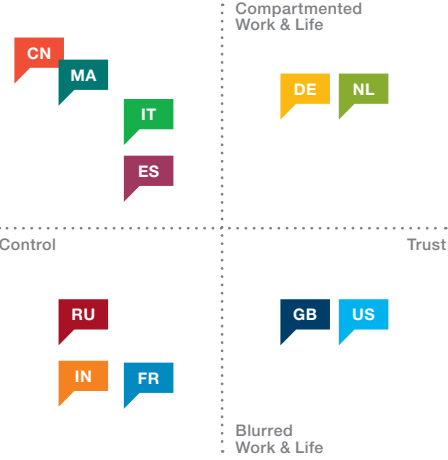 Compartmented
Work & Life
CN
MA
DE
NL
IT
ES
Control
Trust
RU
GB
US
IN
FR
Blurred
Work & Life